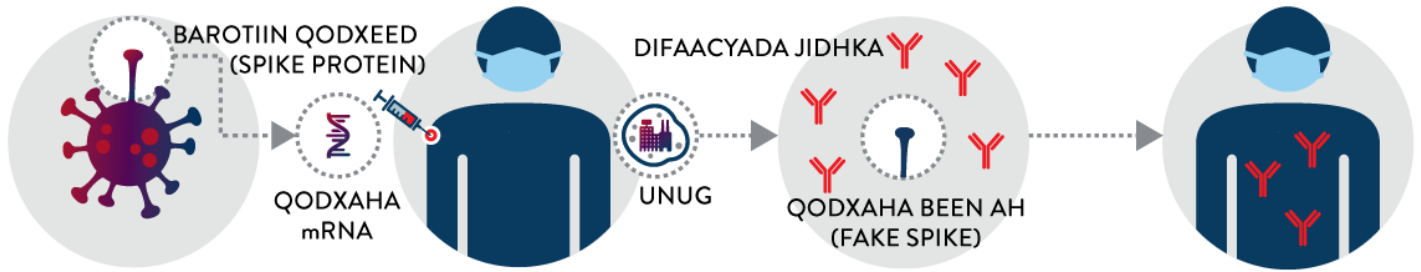 BAROTIIN QODXEED
(SPIKE PROTEIN)
QODXAHA
mRNA
UNUG
DIFAACYADA JIDHKA
QODXAHA BEEN AH
(FAKE SPIKE)